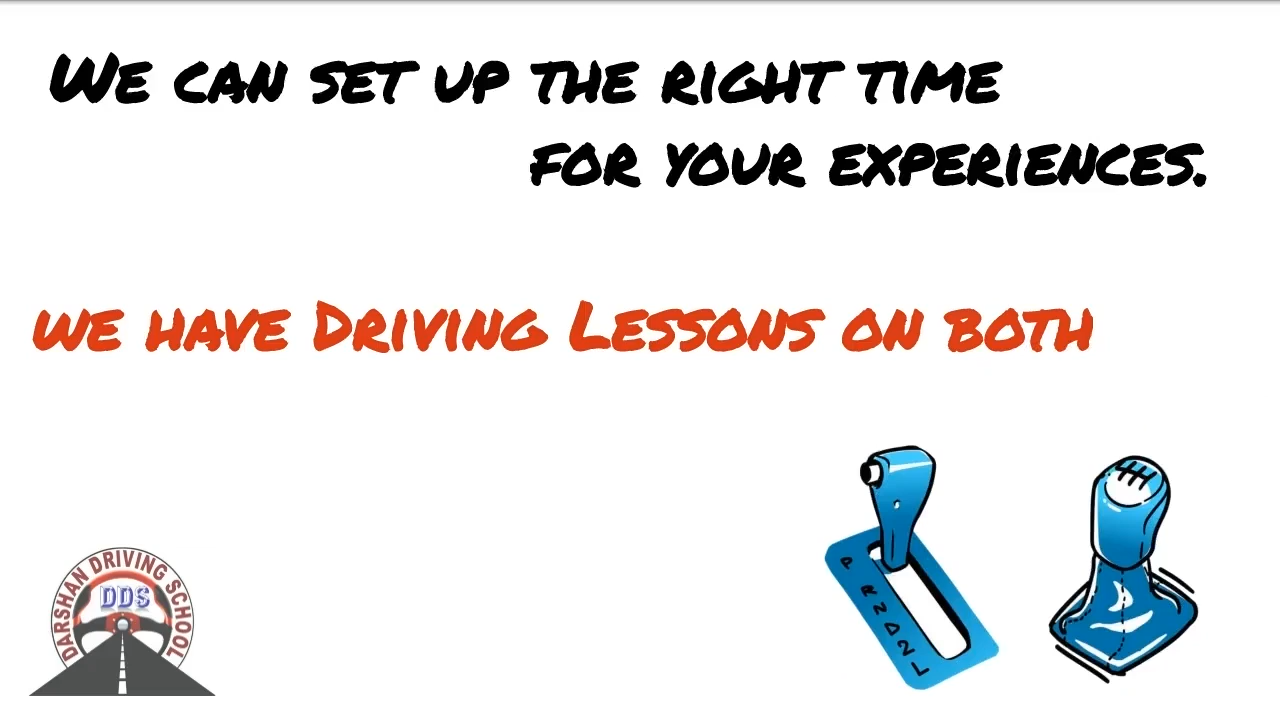 We can set up the right time
for your experiences.
we have Driving Lessons on both
DARSHAN DRIVING SCHOOL
DDS
P
R
N
D
2
L